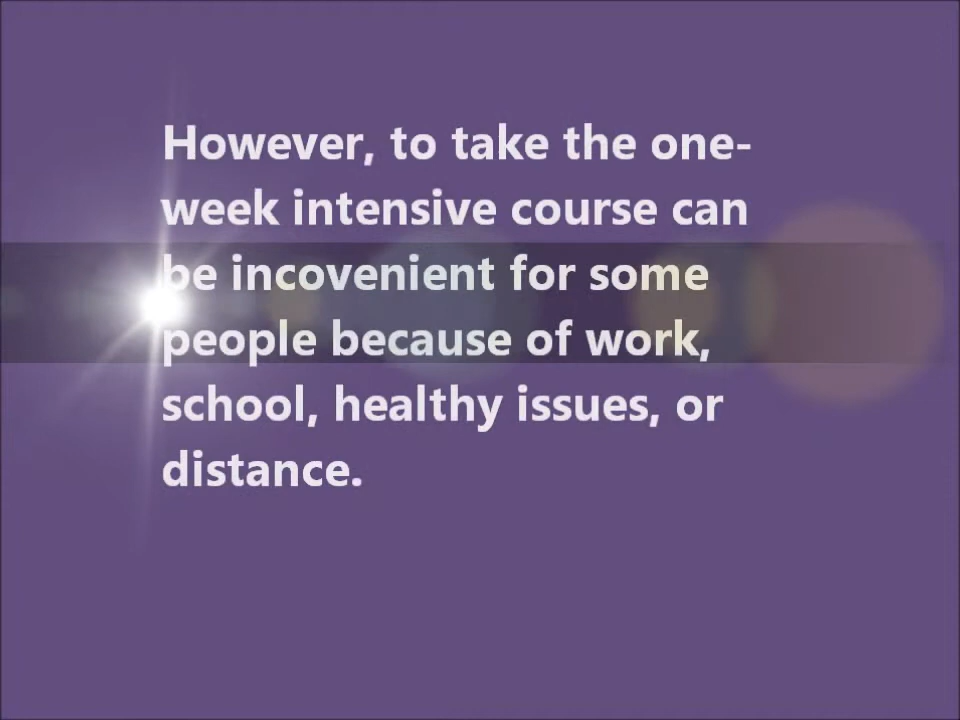 However, to take the one-
week intensive course can
be incovenient for some
people because of work,
school, healthy issues, or
distance.